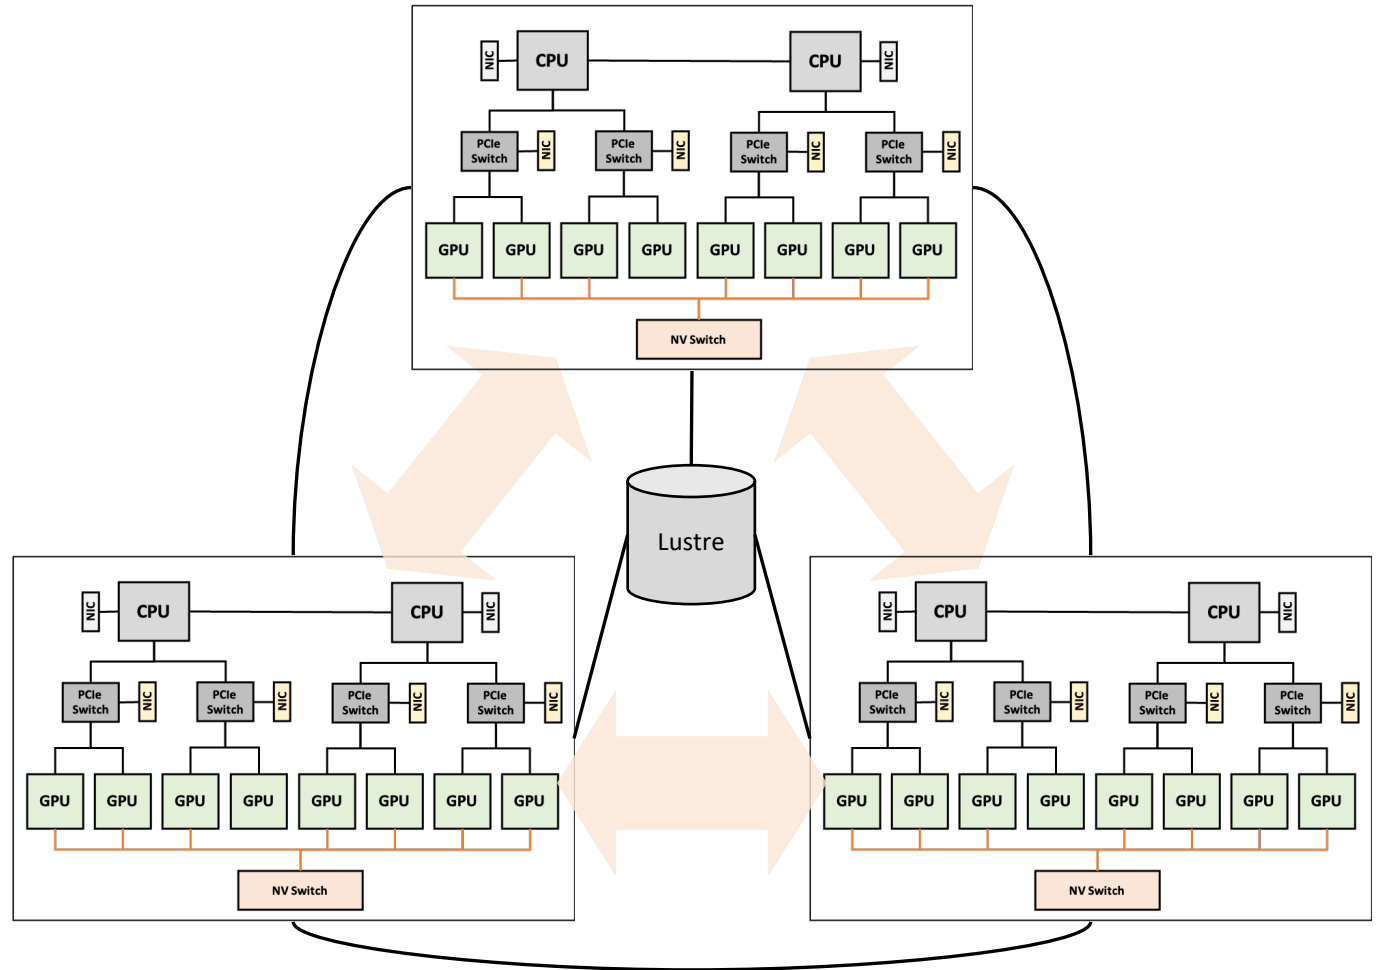 NIC
CPU
CPU
NIC
PCIe
Switch
NIC
PCIe
Switch
NIC
PCIe
Switch
NIC
PCIe
Switch
NIC
GPU
GPU
GPU
GPU
GPU
GPU
GPU
GPU
NV Switch
Lustre
NIC
CPU
CPU
NIC
PCIe
Switch
NIC
PCIe
Switch
NIC
PCIe
Switch
NIC
PCIe
Switch
NIC
GPU
GPU
GPU
GPU
GPU
GPU
GPU
GPU
NV Switch
NIC
CPU
CPU
NIC
PCIe
Switch
NIC
PCIe
Switch
NIC
PCIe
Switch
NIC
PCIe
Switch
NIC
GPU
GPU
GPU
GPU
GPU
GPU
GPU
GPU
NV Switch